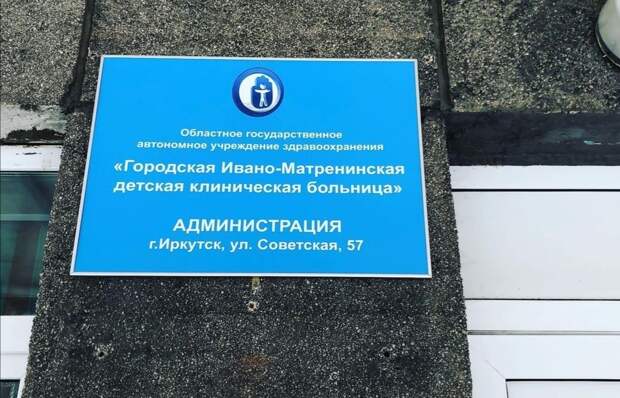 Областное государственное
автономное учреждение здравоохранения
«Городская Ивано-Матренинская
детская клиническая больница»
АДМИНИСТРАЦИЯ
г.Иркутск, ул. Советская, 57